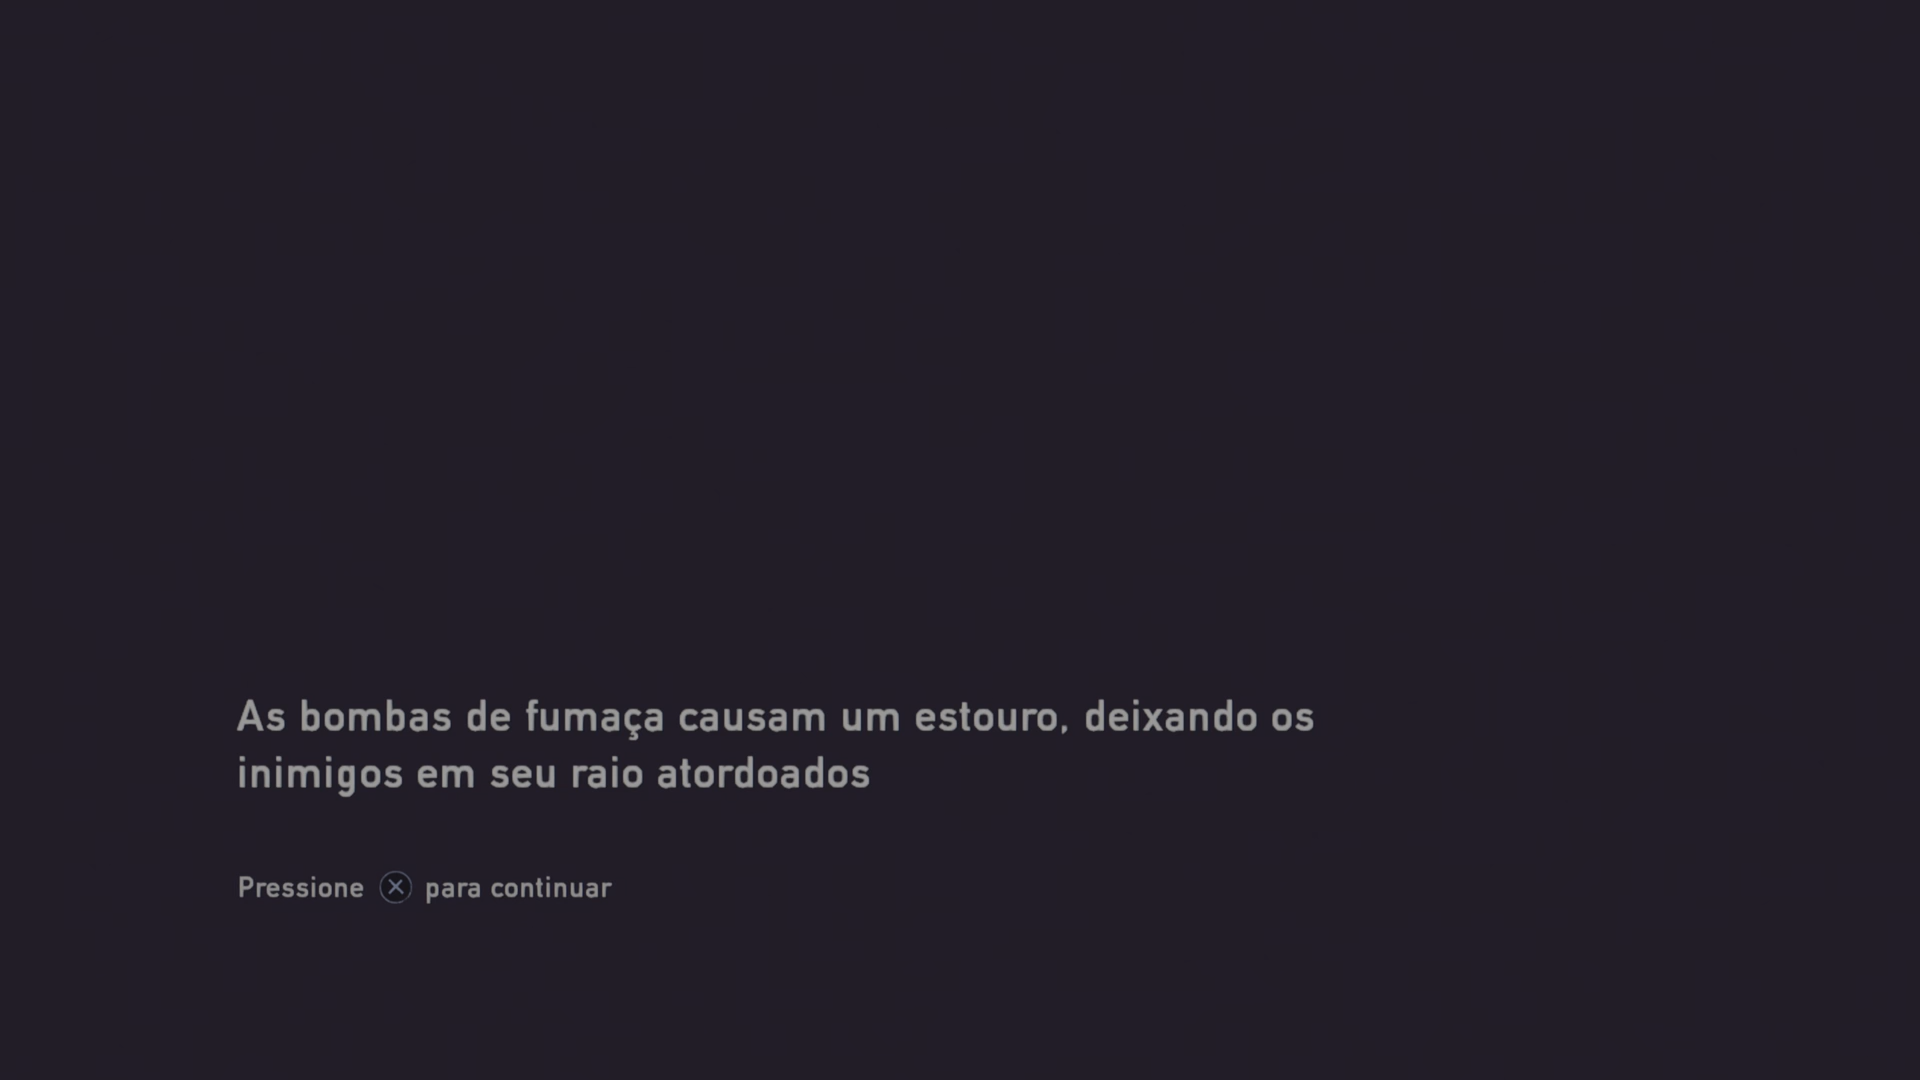 As bombas de fumaça causam um estouro, deixando os
inimigos em seu raio atordoados
Pressione ⓧ para continuar